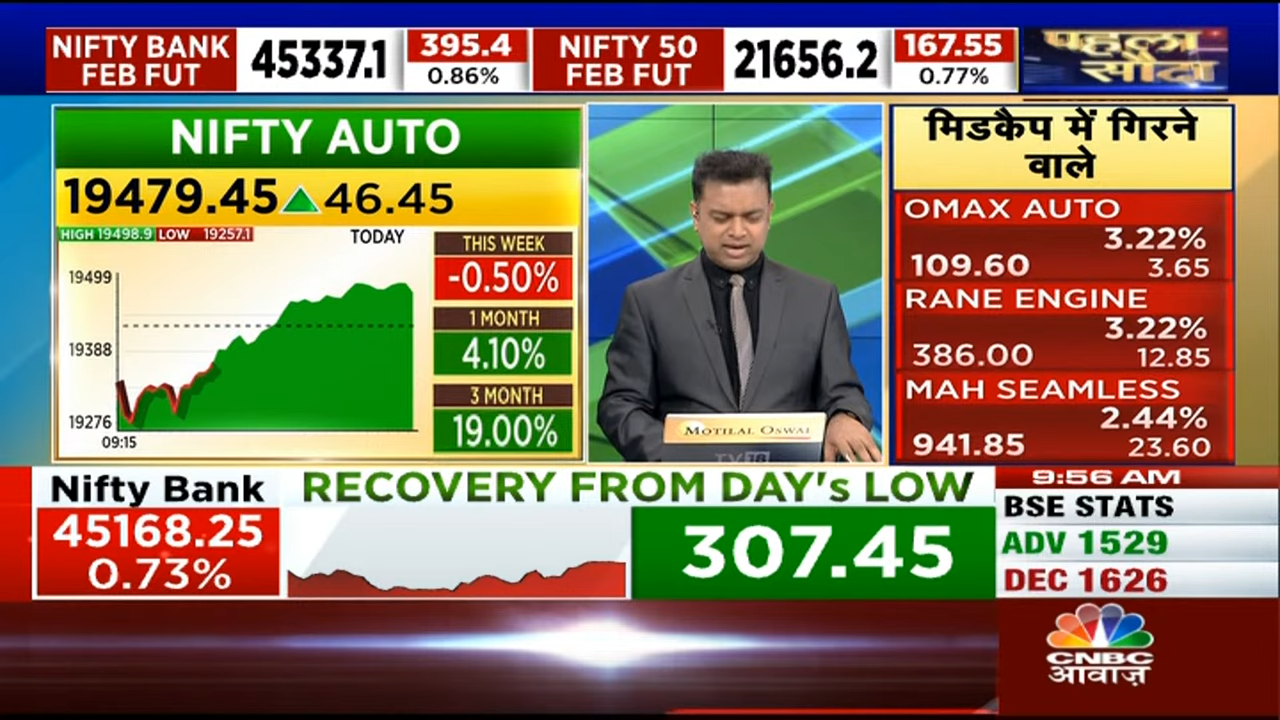 NIFTY BANK
FEB FUT
45337.1
395.4
0.86%
NIFTY 50
FEB FUT
21656.2
167.55
0.77%
पहला
सौदा
NIFTY AUTO
19479.45 46.45
HIGH 19498.9 LOW 19257.1
TODAY
19499
19388
19276
09:15
THIS WEEK
-0.50%
1 MONTH
4.10%
3 MONTH
19.00%
MOTILAL OSWAL
TV18
मिडकैप में गिरने
वाले
OMAX AUTO
3.22%
109.60 3.65
RANE ENGINE
3.22%
386.00 12.85
MAH SEAMLESS
2.44%
941.85 23.60
Nifty Bank
45168.25
0.73%
RECOVERY FROM DAY's LOW
307.45
9:56 AM
BSE STATS
ADV 1529
DEC 1626
CNBC
आवाज़